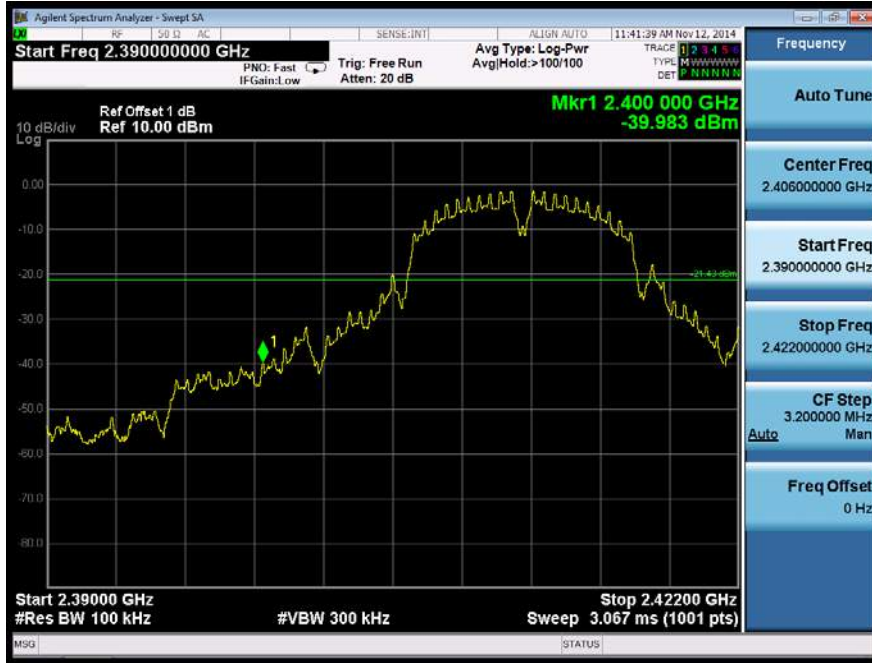 Agilent Spectrum Analyzer - Swept SA
LXI RF 50 Ω AC SENSE:INT ALIGN AUTO 11:41:39 AM Nov 12, 2014
Start Freq 2.390000000 GHz
PNO: Fast
IFGain:Low
Trig: Free Run
Atten: 20 dB
Avg Type: Log-Pwr
Avg|Hold:>100/100
TRACE 1 2 3 4 5 6
TYPE M W W W W W
DET P N N N N N
Mkr1 2.400 000 GHz
-39.983 dBm
Ref Offset 1 dB
10 dB/div Ref 10.00 dBm
Log
0.00
-10.0
-20.0
-30.0
-40.0
-50.0
-60.0
-70.0
-80.0
1
-21.43 dBm
Start 2.39000 GHz Stop 2.42200 GHz
#Res BW 100 kHz #VBW 300 kHz Sweep 3.067 ms (1001 pts)
MSG STATUS
Frequency
Auto Tune
Center Freq
2.406000000 GHz
Start Freq
2.390000000 GHz
Stop Freq
2.422000000 GHz
CF Step
3.200000 MHz
Auto Man
Freq Offset
0 Hz